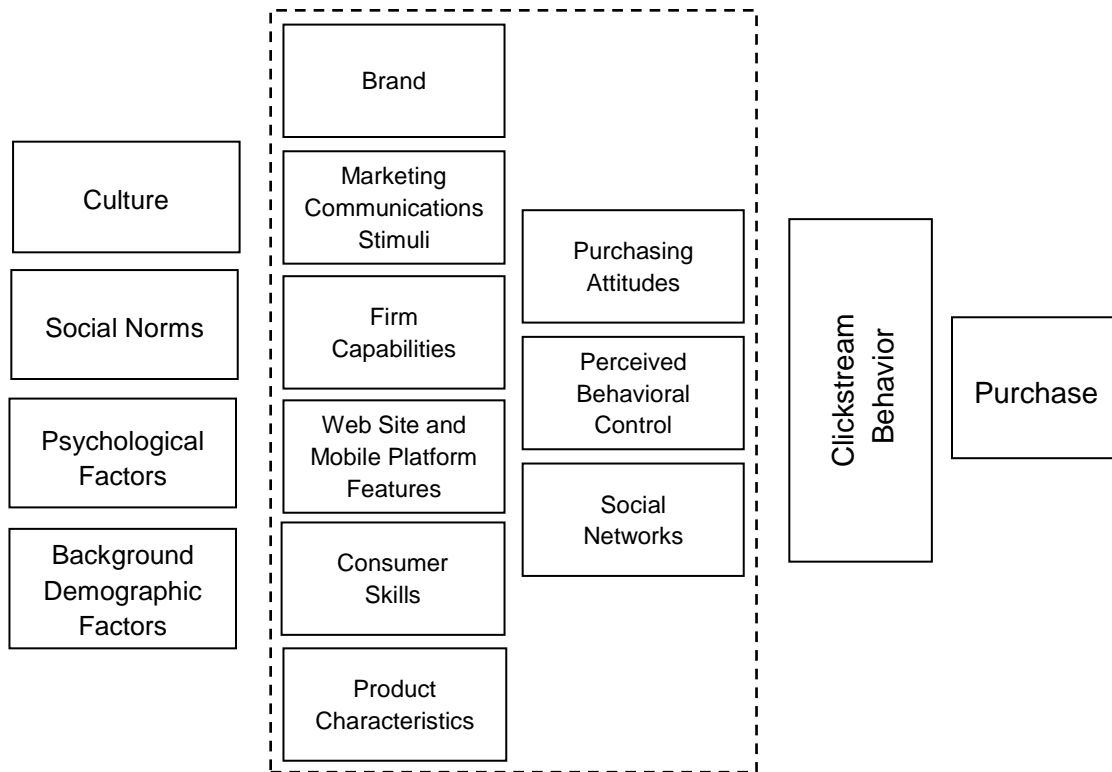 Culture
Social Norms
Psychological
Factors
Background
Demographic
Factors
Brand
Marketing
Communications
Stimuli
Firm
Capabilities
Web Site and
Mobile Platform
Features
Consumer
Skills
Product
Characteristics
Purchasing
Attitudes
Perceived
Behavioral
Control
Social
Networks
Clickstream
Behavior
Purchase